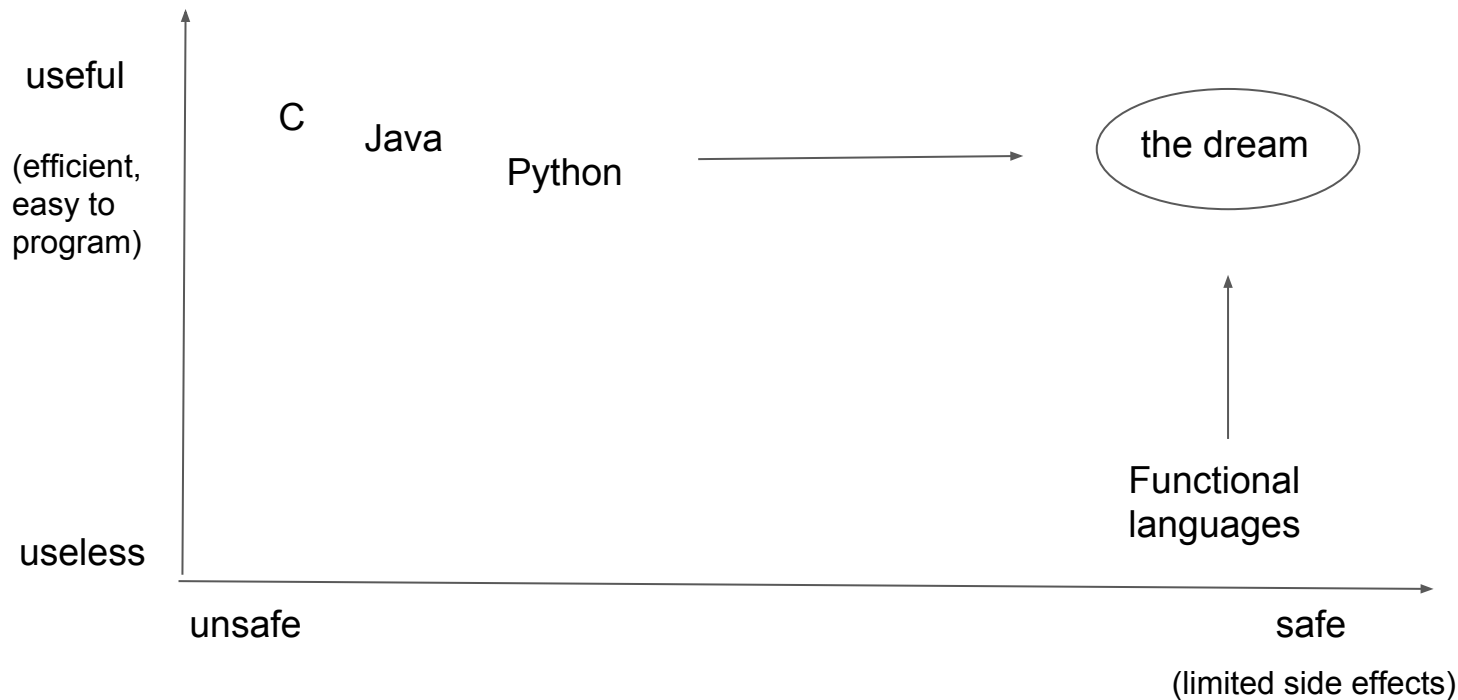 useful
(efficient,
easy to
program)
C
Java
Python
the dream
Functional
languages
useless
unsafe
safe
(limited side effects)